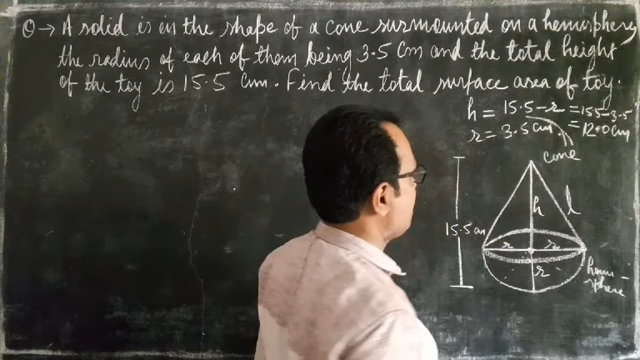 Q → A solid is in the shape of a cone surmounted on a hemisphere,
the radius of each of them being 3.5 cm and the total height
of the toy is 15.5 cm. Find the total surface area of toy.
h = 15.5 - r = 15.5 - 3.5
r = 3.5 cm = 12.0 cm
cone
h
l
15.5 cm
r r
r
hemi-
sphere